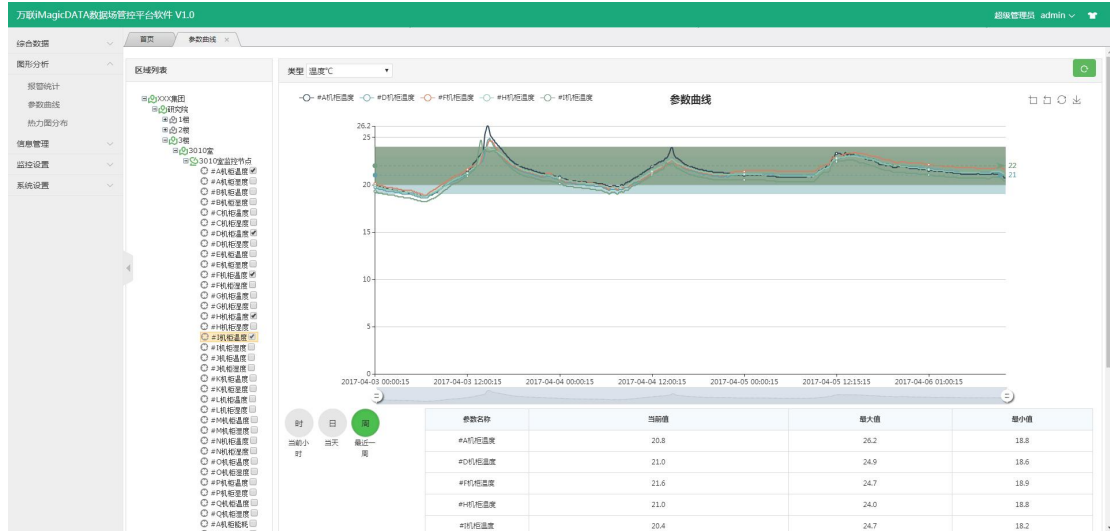 万联iMagicDATA数据场管控平台软件 V1.0
超级管理员 admin
综合数据
图形分析
报警统计
参数曲线
热力图分布
信息管理
监控设置
系统设置
首页
参数曲线 ×
区域列表
XXX集团
研究院
1楼
2楼
3楼
3010室
3010室监控节点
#A机柜温度
#A机柜湿度
#B机柜温度
#B机柜湿度
#C机柜温度
#C机柜湿度
#D机柜温度
#D机柜湿度
#E机柜温度
#E机柜湿度
#F机柜温度
#F机柜湿度
#G机柜温度
#G机柜湿度
#H机柜温度
#H机柜湿度
#I机柜温度
#I机柜湿度
#J机柜温度
#J机柜湿度
#K机柜温度
#K机柜湿度
#L机柜温度
#L机柜湿度
#M机柜温度
#M机柜湿度
#N机柜温度
#N机柜湿度
#O机柜温度
#O机柜湿度
#P机柜温度
#P机柜湿度
#Q机柜温度
#Q机柜湿度
#A机柜能耗
类型 温度℃
#A机柜温度 #D机柜温度 #F机柜温度 #H机柜温度 #I机柜温度
参数曲线
26.2
25
20
15
10
5
0
22
21
2017-04-03 00:00:15 2017-04-03 12:00:15 2017-04-04 00:00:15 2017-04-04 12:00:15 2017-04-05 00:00:15 2017-04-05 12:15:15 2017-04-06 01:00:15
时 日 周
当前小时 当天 最近一周
参数名称 当前值 最大值 最小值
#A机柜温度 20.8 26.2 18.8
#D机柜温度 21.0 24.9 18.6
#F机柜温度 21.6 24.7 18.9
#H机柜温度 21.0 24.0 18.8
#I机柜温度 20.4 24.7 18.2